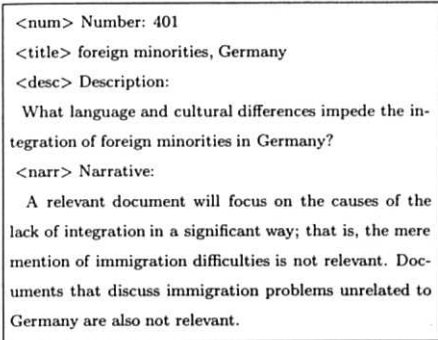 <num> Number: 401
<title> foreign minorities, Germany
<desc> Description:
What language and cultural differences impede the in-
tegration of foreign minorities in Germany?
<narr> Narrative:
A relevant document will focus on the causes of the
lack of integration in a significant way; that is, the mere
mention of immigration difficulties is not relevant. Doc-
uments that discuss immigration problems unrelated to
Germany are also not relevant.